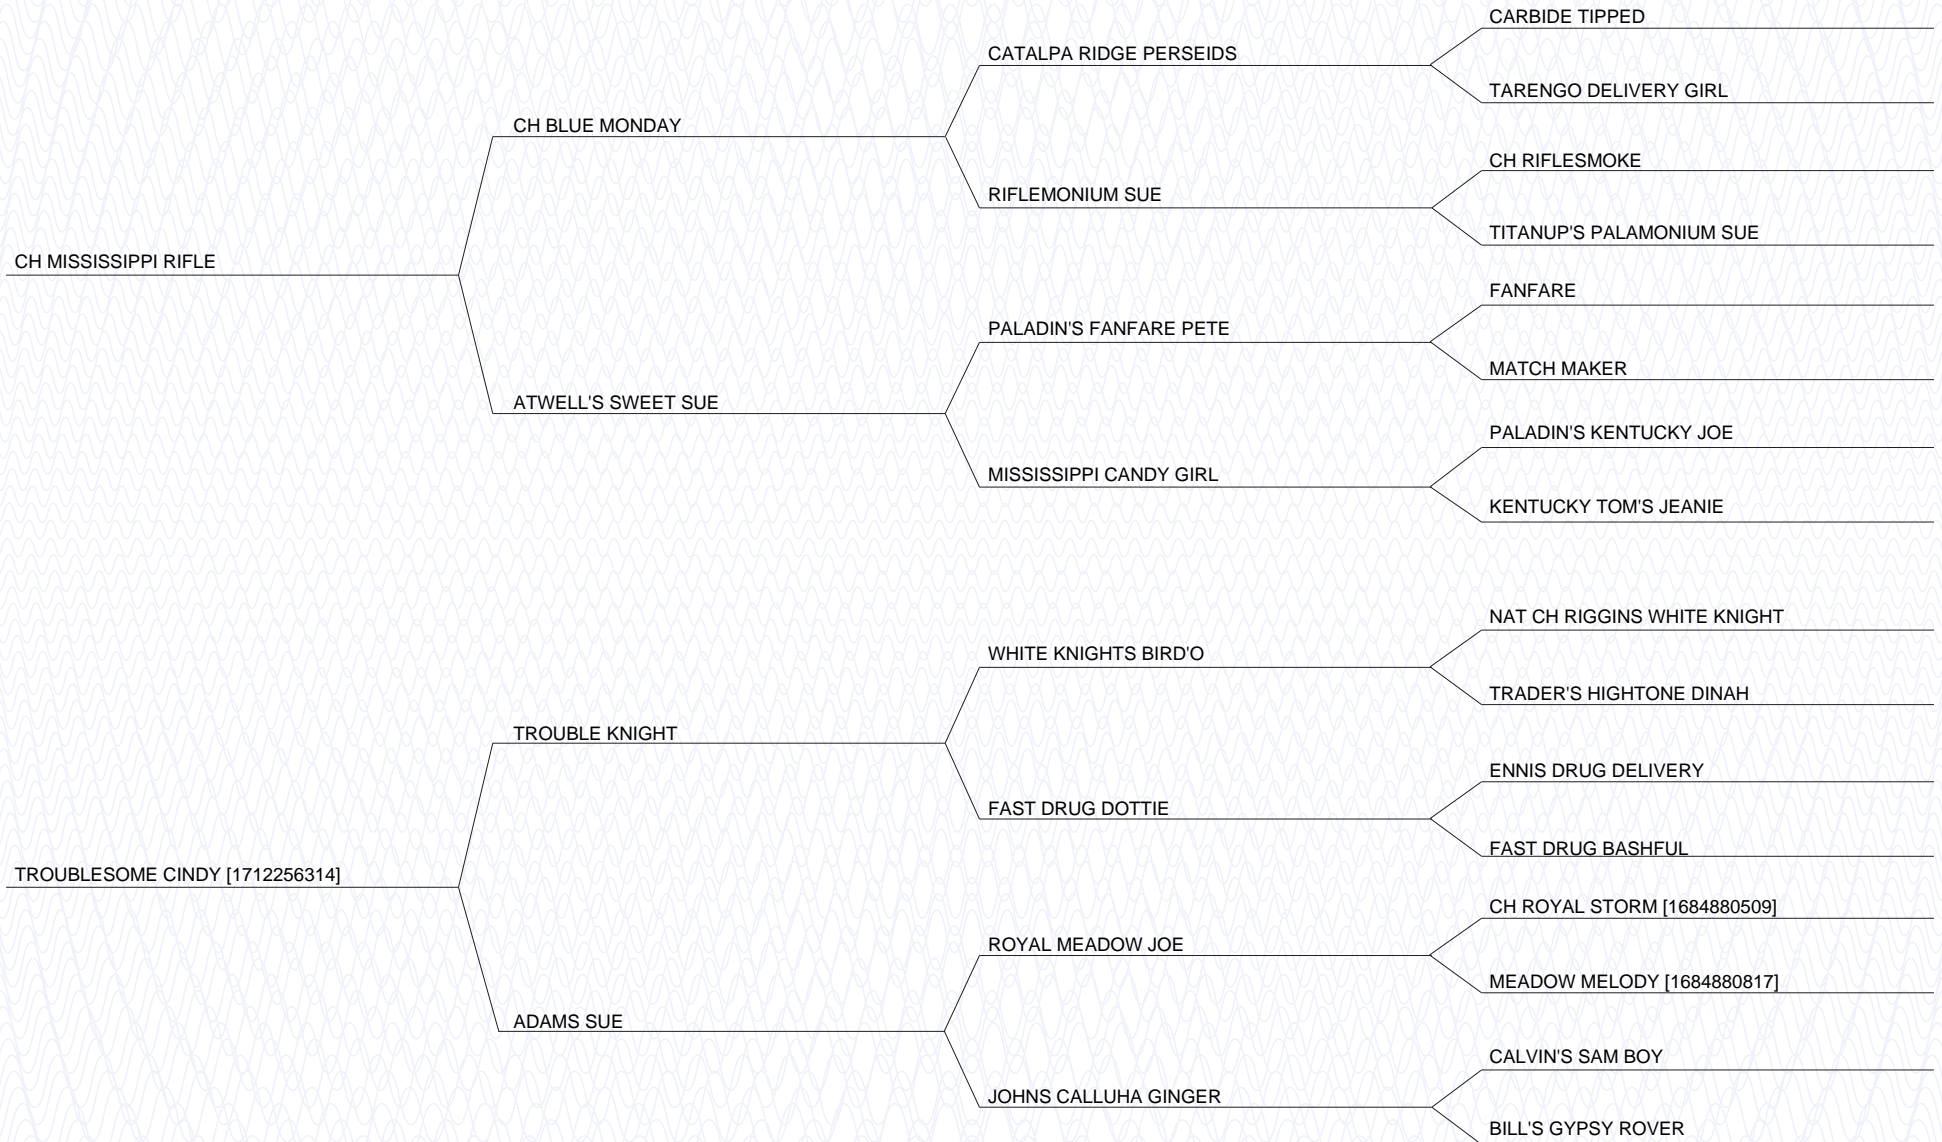 CARBIDE TIPPED
CATALPA RIDGE PERSEIDS
TARENGO DELIVERY GIRL
CH BLUE MONDAY
CH RIFLESMOKE
RIFLEMONIUM SUE
TITANUP'S PALAMONIUM SUE
CH MISSISSIPPI RIFLE
FANFARE
PALADIN'S FANFARE PETE
MATCH MAKER
ATWELL'S SWEET SUE
PALADIN'S KENTUCKY JOE
MISSISSIPPI CANDY GIRL
KENTUCKY TOM'S JEANIE
NAT CH RIGGINS WHITE KNIGHT
WHITE KNIGHTS BIRD'O
TRADER'S HIGHTONE DINAH
TROUBLE KNIGHT
ENNIS DRUG DELIVERY
FAST DRUG DOTTIE
FAST DRUG BASHFUL
TROUBLESOME CINDY [1712256314]
CH ROYAL STORM [1684880509]
ROYAL MEADOW JOE
MEADOW MELODY [1684880817]
ADAMS SUE
CALVIN'S SAM BOY
JOHNS CALLUHA GINGER
BILL'S GYPSY ROVER